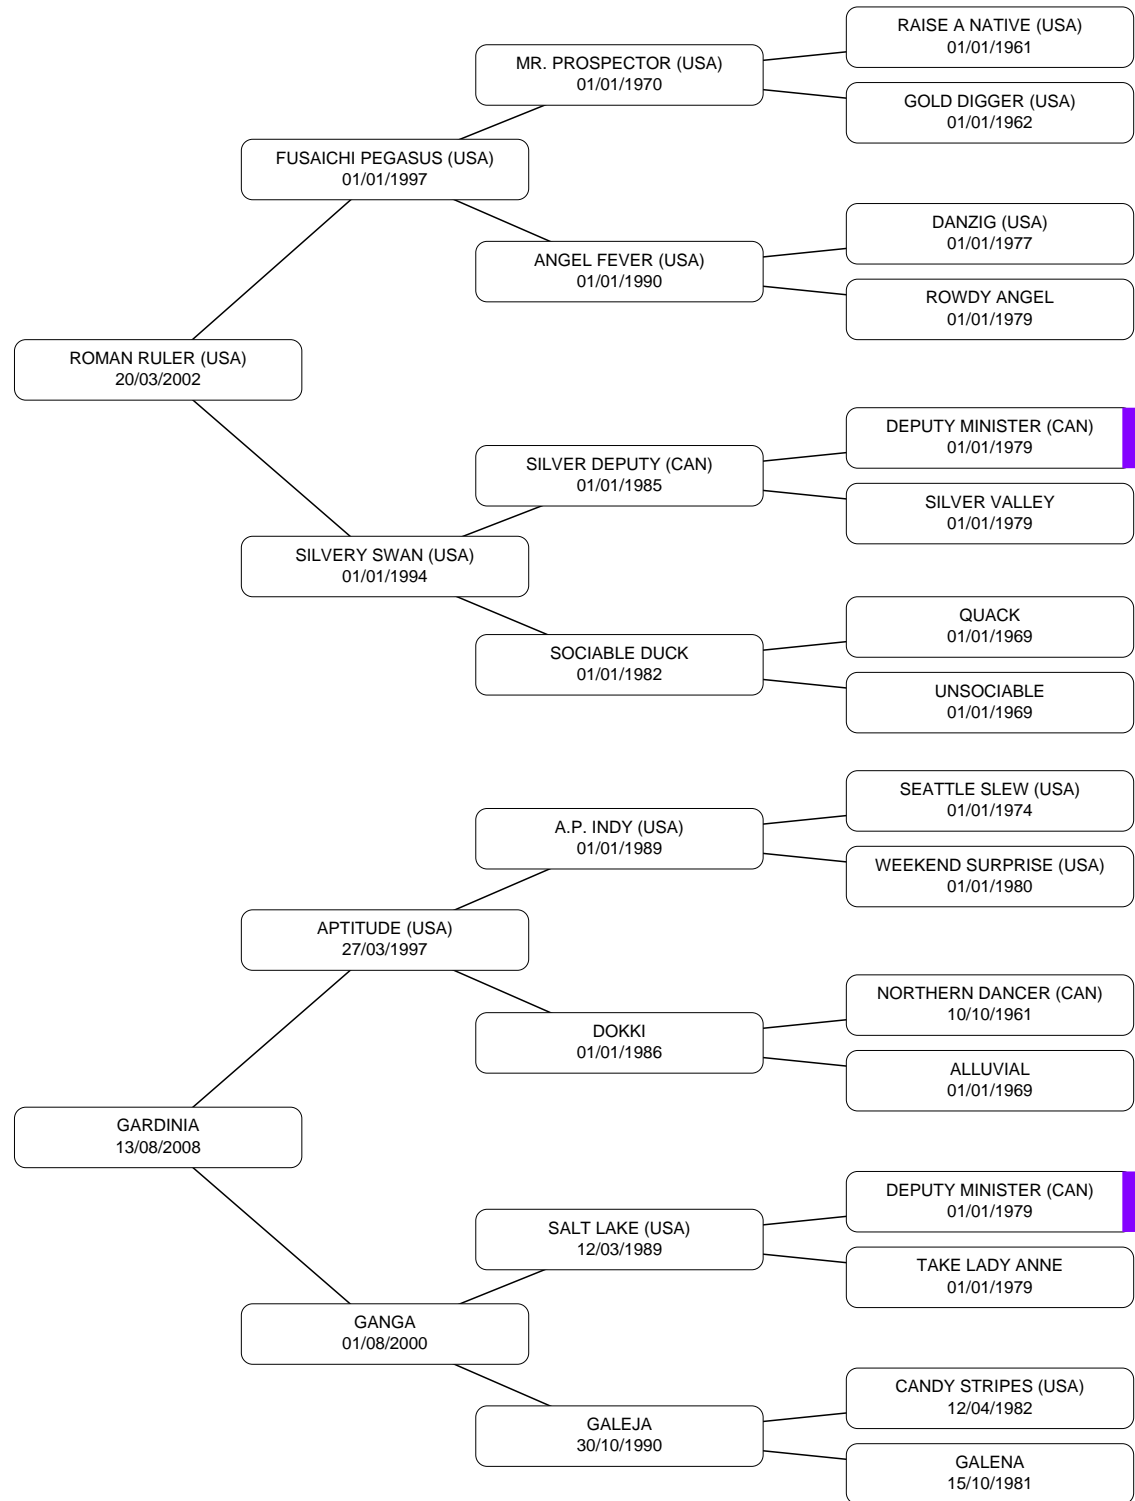 RAISE A NATIVE (USA)
01/01/1961
MR. PROSPECTOR (USA)
01/01/1970
GOLD DIGGER (USA)
01/01/1962
FUSAICHI PEGASUS (USA)
01/01/1997
DANZIG (USA)
01/01/1977
ANGEL FEVER (USA)
01/01/1990
ROWDY ANGEL
01/01/1979
ROMAN RULER (USA)
20/03/2002
DEPUTY MINISTER (CAN)
01/01/1979
SILVER DEPUTY (CAN)
01/01/1985
SILVER VALLEY
01/01/1979
SILVERY SWAN (USA)
01/01/1994
QUACK
01/01/1969
SOCIABLE DUCK
01/01/1982
UNSOCIABLE
01/01/1969
SEATTLE SLEW (USA)
01/01/1974
A.P. INDY (USA)
01/01/1989
WEEKEND SURPRISE (USA)
01/01/1980
APTITUDE (USA)
27/03/1997
NORTHERN DANCER (CAN)
10/10/1961
DOKKI
01/01/1986
ALLUVIAL
01/01/1969
GARDINIA
13/08/2008
DEPUTY MINISTER (CAN)
01/01/1979
SALT LAKE (USA)
12/03/1989
TAKE LADY ANNE
01/01/1979
GANGA
01/08/2000
CANDY STRIPES (USA)
12/04/1982
GALEJA
30/10/1990
GALENA
15/10/1981